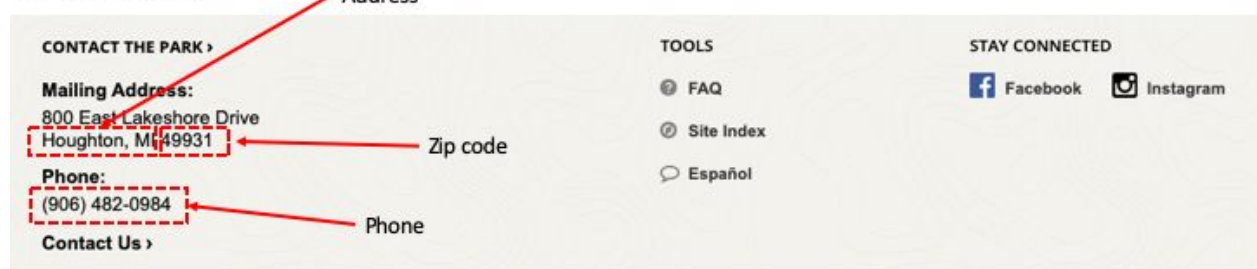 Address
CONTACT THE PARK ›
Mailing Address:
800 East Lakeshore Drive
Houghton, MI 49931
Zip code
Phone:
(906) 482-0984
Phone
Contact Us ›
TOOLS
FAQ
Site Index
Español
STAY CONNECTED
Facebook
Instagram